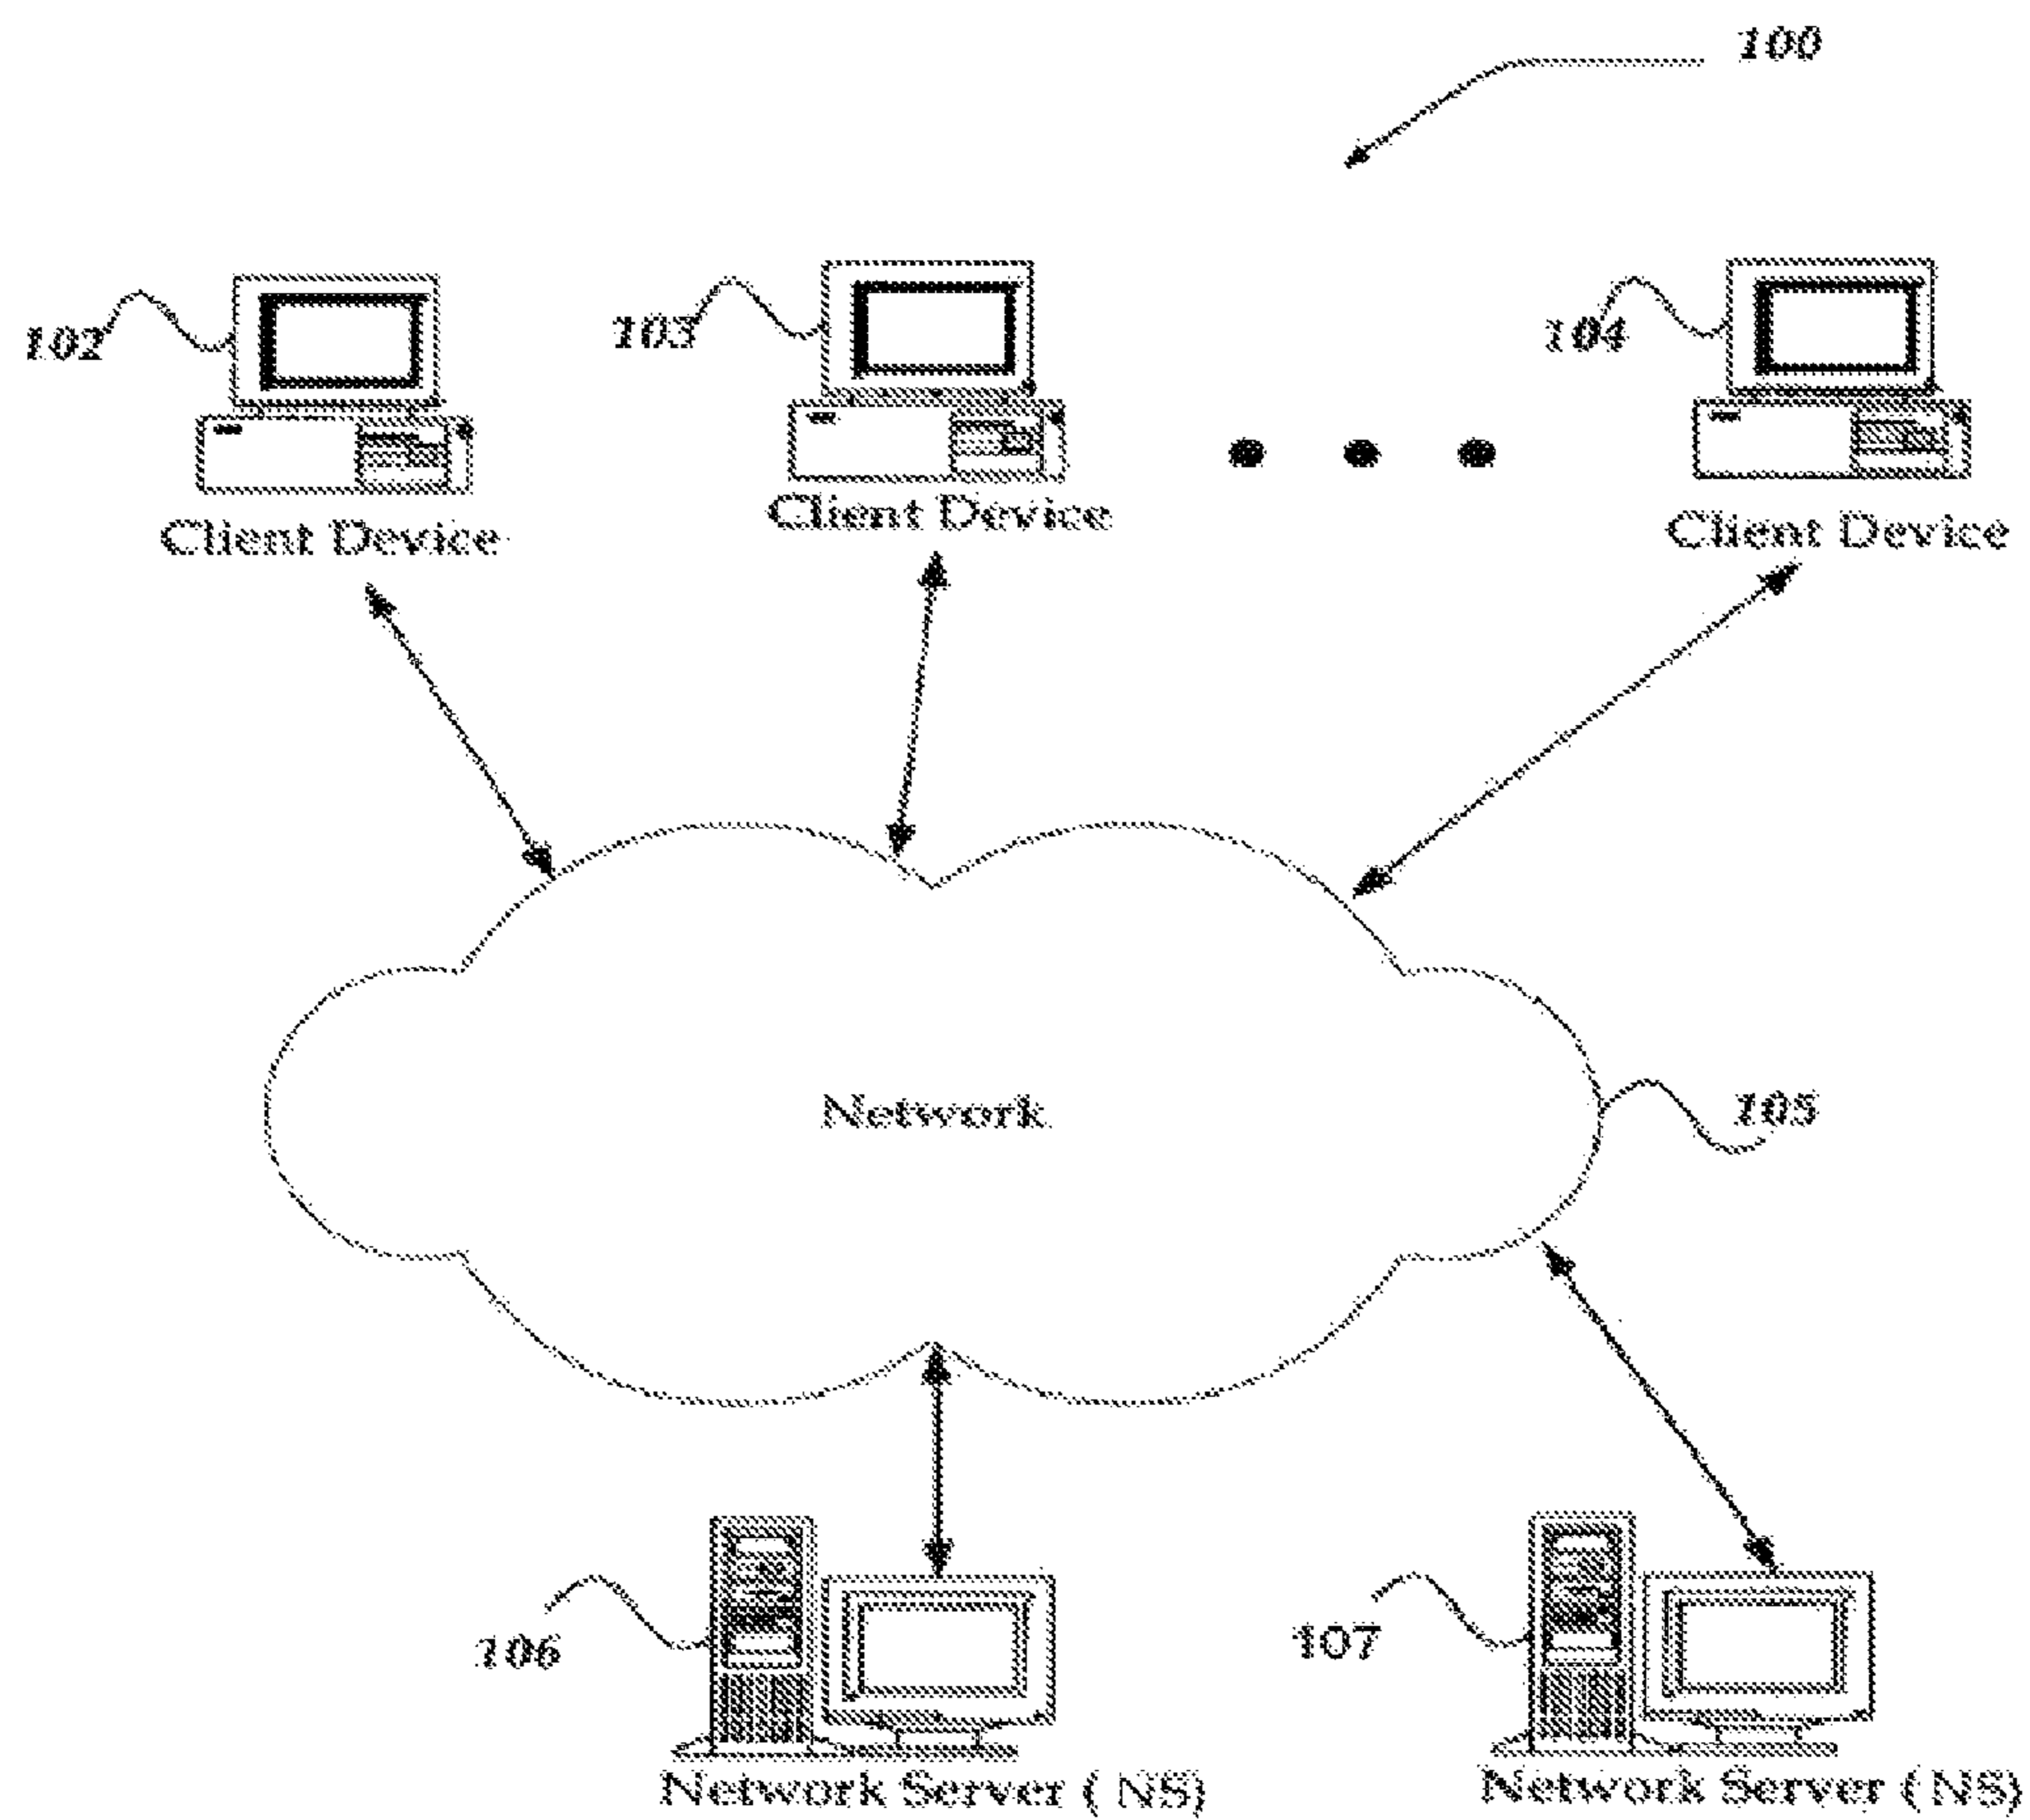 100
102
103
104
Client Device
Client Device
Client Device
Network
105
106
107
Network Server ( NS)
Network Server ( NS)